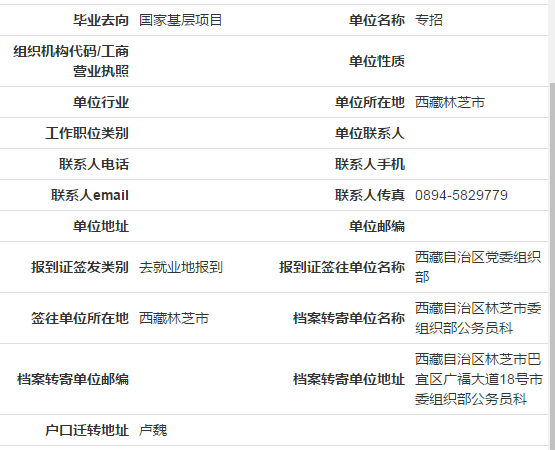 毕业去向 国家基层项目 单位名称 专招
组织机构代码/工商
营业执照 单位性质
单位行业 单位所在地 西藏林芝市
工作职位类别 单位联系人
联系人电话 联系人手机
联系人email 联系人传真 0894-5829779
单位地址 单位邮编
报到证签发类别 去就业地报到 报到证签往单位名称 西藏自治区党委组织
部
签往单位所在地 西藏林芝市 档案转寄单位名称 西藏自治区林芝市委
组织部公务员科
档案转寄单位邮编 档案转寄单位地址 西藏自治区林芝市巴
宜区广福大道18号市
委组织部公务员科
户口迁转地址 卢魏